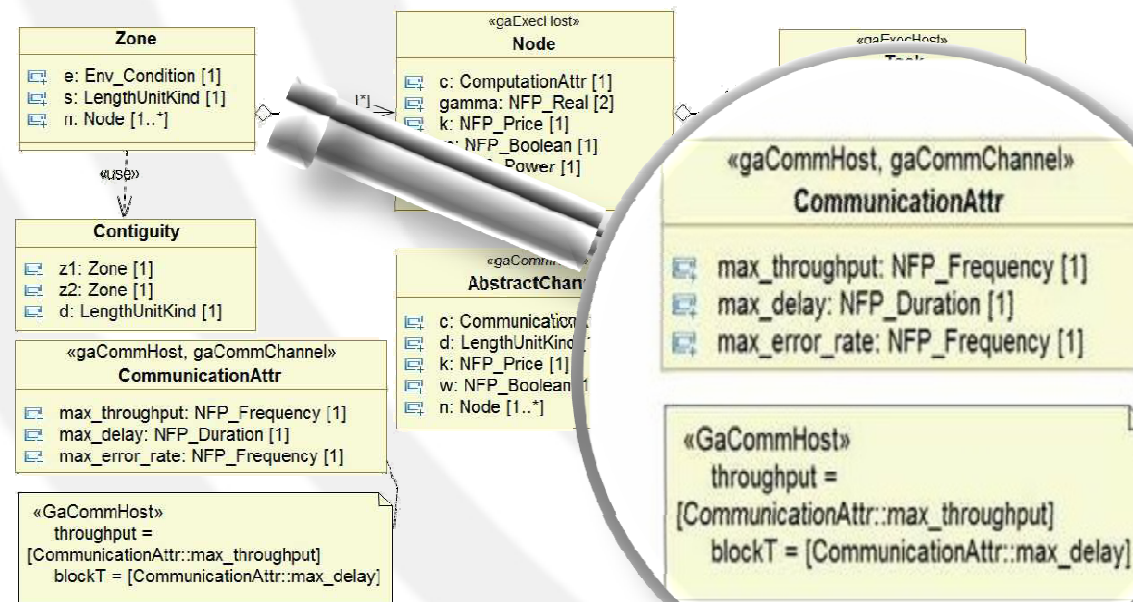 Zone
e: Env_Condition [1]
s: LengthUnitKind [1]
n: Node [1..*]
«use»
Contiguity
z1: Zone [1]
z2: Zone [1]
d: LengthUnitKind [1]
«gaCommHost, gaCommChannel»
CommunicationAttr
max_throughput: NFP_Frequency [1]
max_delay: NFP_Duration [1]
max_error_rate: NFP_Frequency [1]
«GaCommHost»
throughput =
[CommunicationAttr::max_throughput]
blockT = [CommunicationAttr::max_delay]
«gaExecHost»
Node
c: ComputationAttr [1]
gamma: NFP_Real [2]
k: NFP_Price [1]
NFP_Boolean [1]
Power [1]
AbstractChan
c: Communication
d: LengthUnitKind
k: NFP_Price [1]
w: NFP_Boolean
n: Node [1..*]
«gaExecHost»
«gaCommHost, gaCommChannel»
CommunicationAttr
max_throughput: NFP_Frequency [1]
max_delay: NFP_Duration [1]
max_error_rate: NFP_Frequency [1]
«GaCommHost»
throughput =
[CommunicationAttr::max_throughput]
blockT = [CommunicationAttr::max_delay]